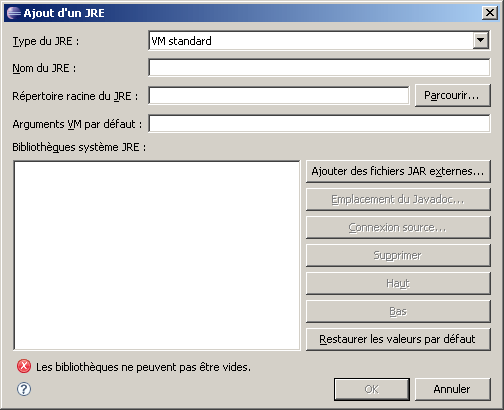 Ajout d'un JRE
Type du JRE :
VM standard
Nom du JRE :
Répertoire racine du JRE :
Parcourir...
Arguments VM par défaut :
Bibliothèques système JRE :
Ajouter des fichiers JAR externes...
Emplacement du Javadoc...
Connexion source...
Supprimer
Haut
Bas
Restaurer les valeurs par défaut
Les bibliothèques ne peuvent pas être vides.
?
OK
Annuler